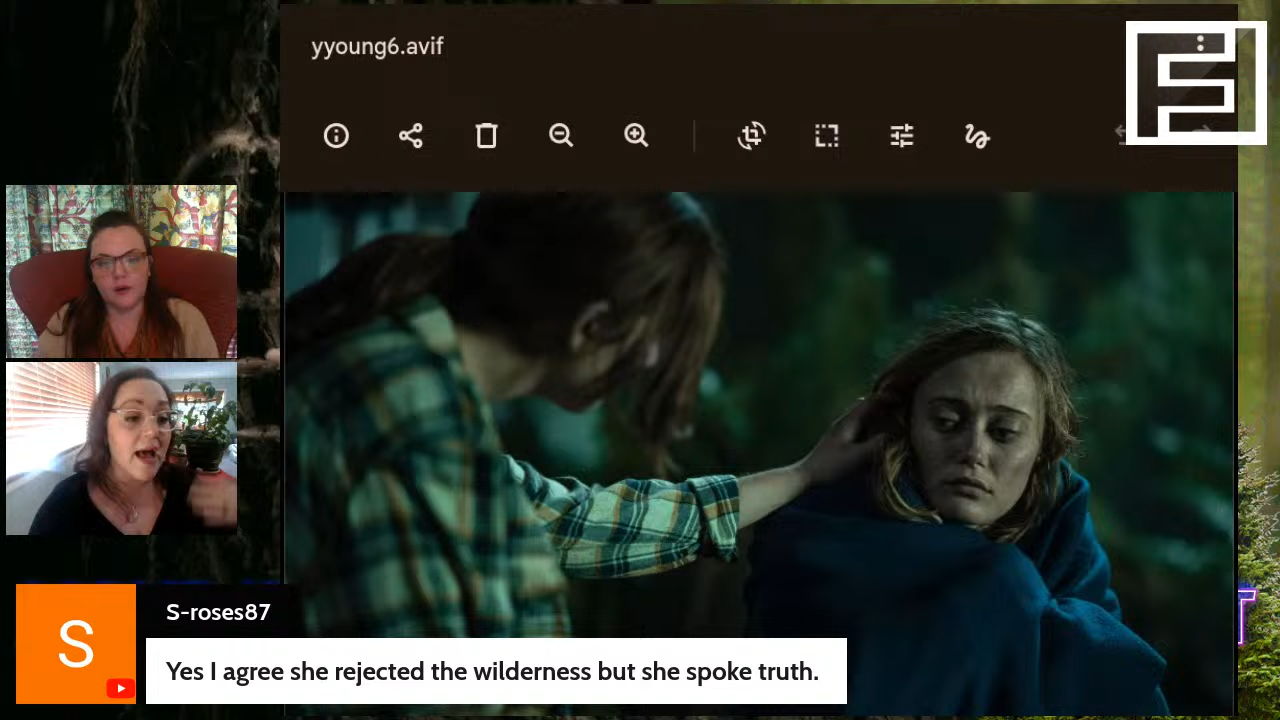 yyoung6.avif
S
S-roses87
Yes I agree she rejected the wilderness but she spoke truth.
T